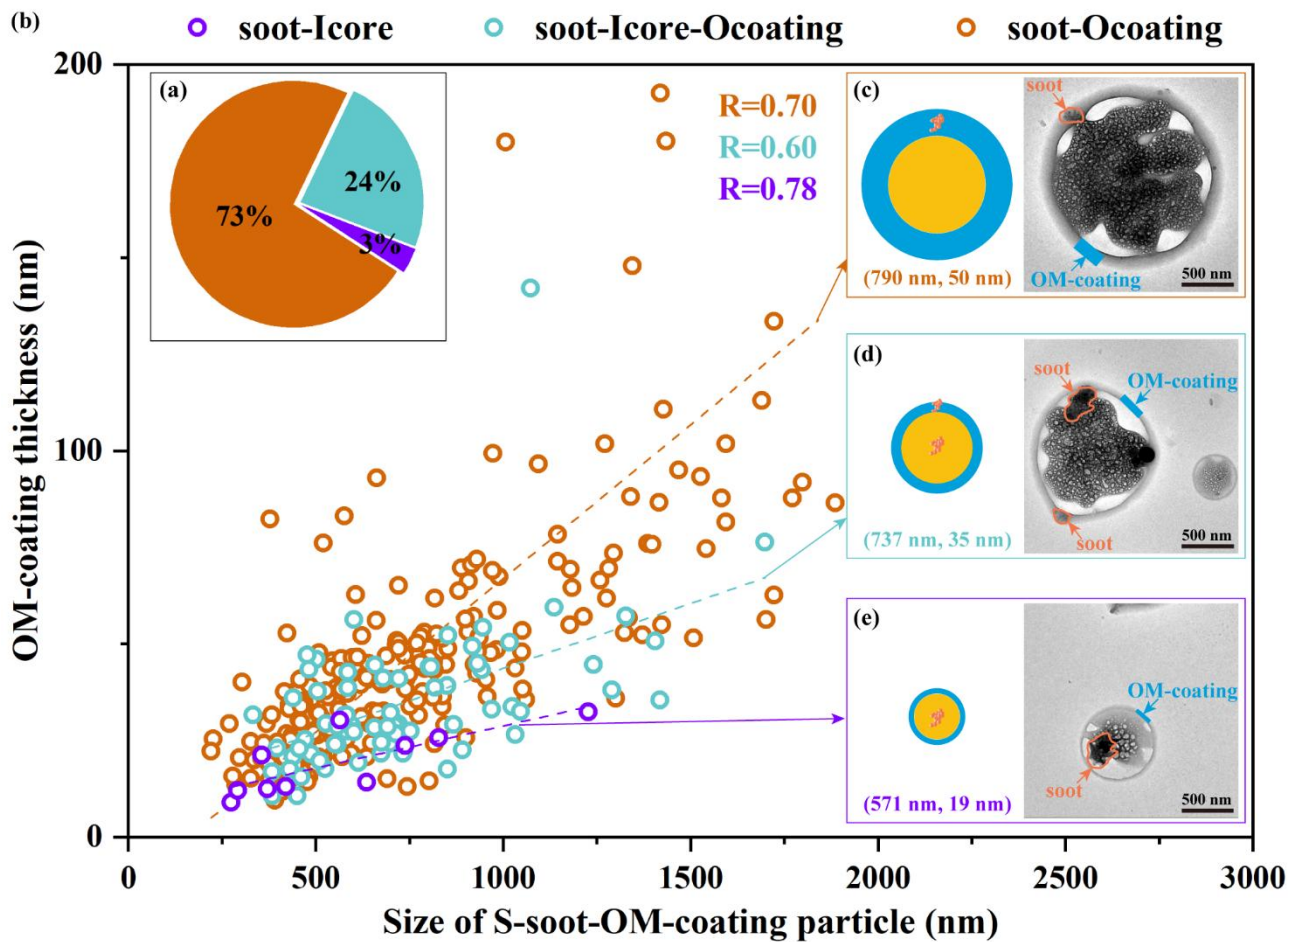 (b) soot-Icore soot-Icore-Ocoating soot-Ocoating
200
(a)
24%
73%
3%
R=0.70
R=0.60
R=0.78
(c)
soot
OM-coating
500 nm
(790 nm, 50 nm)
(d)
soot
OM-coating
soot
500 nm
(737 nm, 35 nm)
(e)
OM-coating
soot
500 nm
(571 nm, 19 nm)
OM-coating thickness (nm)
100
0
0 500 1000 1500 2000 2500 3000
Size of S-soot-OM-coating particle (nm)